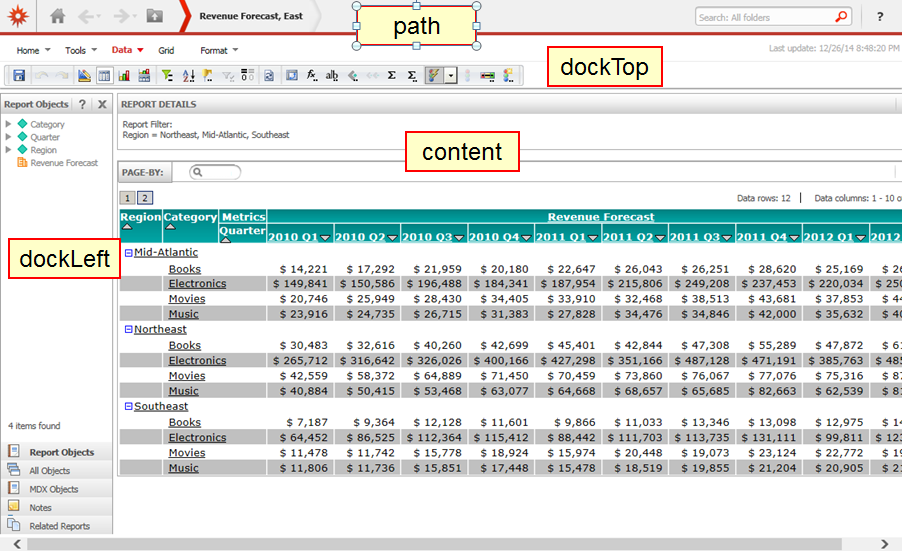 Revenue Forecast, East
path
Search: All folders
?
Home Tools Data Grid Format
Last update: 12/26/14 8:48:20 PM
dockTop
Report Objects ? X
REPORT DETAILS
Category
Quarter
Region
Revenue Forecast
Report Filter:
Region = Northeast, Mid-Atlantic, Southeast
content
PAGE-BY:
1 2
Data rows: 12 Data columns: 1 - 10 o
Region Category Metrics Revenue Forecast
Quarter 2010 Q1 2010 Q2 2010 Q3 2010 Q4 2011 Q1 2011 Q2 2011 Q3 2011 Q4 2012 Q1 2012
dockLeft
Mid-Atlantic
Books $ 14,221 $ 17,292 $ 21,959 $ 20,180 $ 22,647 $ 26,043 $ 26,251 $ 28,620 $ 25,169 $ 26
Electronics $ 149,841 $ 150,586 $ 196,488 $ 184,341 $ 187,954 $ 215,806 $ 249,208 $ 237,453 $ 220,034 $ 250
Movies $ 20,746 $ 25,949 $ 28,430 $ 34,405 $ 33,910 $ 32,468 $ 38,513 $ 43,681 $ 37,853 $ 44
Music $ 23,916 $ 24,735 $ 26,715 $ 31,383 $ 27,828 $ 34,476 $ 34,846 $ 42,000 $ 35,632 $ 40
Northeast
Books $ 30,483 $ 32,616 $ 40,260 $ 42,699 $ 45,401 $ 42,844 $ 47,308 $ 55,289 $ 47,872 $ 61
Electronics $ 265,712 $ 316,642 $ 326,026 $ 400,166 $ 427,298 $ 351,166 $ 487,128 $ 471,191 $ 385,763 $ 485
Movies $ 42,559 $ 58,372 $ 64,889 $ 71,450 $ 70,459 $ 73,860 $ 76,067 $ 77,076 $ 75,316 $ 87
Music $ 40,884 $ 50,415 $ 53,468 $ 63,077 $ 64,668 $ 68,657 $ 65,685 $ 82,663 $ 62,539 $ 81
Southeast
Books $ 7,187 $ 9,364 $ 12,128 $ 11,601 $ 9,866 $ 11,033 $ 13,346 $ 13,098 $ 12,975 $ 14
Electronics $ 64,452 $ 86,525 $ 112,364 $ 115,412 $ 88,442 $ 111,703 $ 113,735 $ 131,111 $ 99,811 $ 123
Movies $ 11,478 $ 11,742 $ 15,778 $ 18,924 $ 15,974 $ 20,448 $ 19,073 $ 23,124 $ 22,772 $ 19
Music $ 11,806 $ 11,736 $ 15,851 $ 17,448 $ 15,478 $ 18,519 $ 19,855 $ 21,204 $ 20,905 $ 21
4 items found
Report Objects
All Objects
MDX Objects
Notes
Related Reports